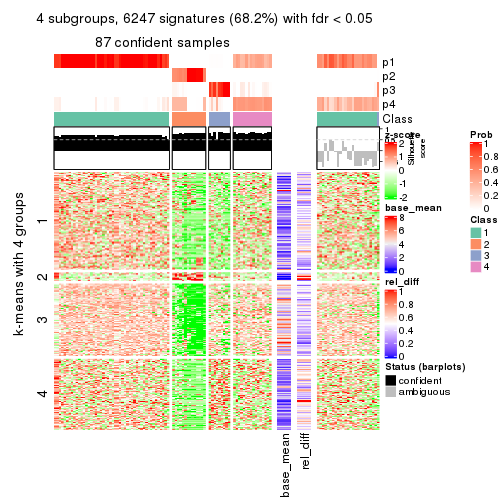 4 subgroups, 6247 signatures (68.2%) with fdr < 0.05
87 confident samples
p1
p2
p3
p4
Class
1
Silhouette
score
k-means with 4 groups
1
2
3
4
base_mean
rel_diff
z-score
2
1
0
-1
-2
base_mean
8
6
4
2
0
rel_diff
1
0.8
0.6
0.4
0.2
0
Status (barplots)
confident
ambiguous
Prob
1
0.8
0.6
0.4
0.2
0
Class
1
2
3
4